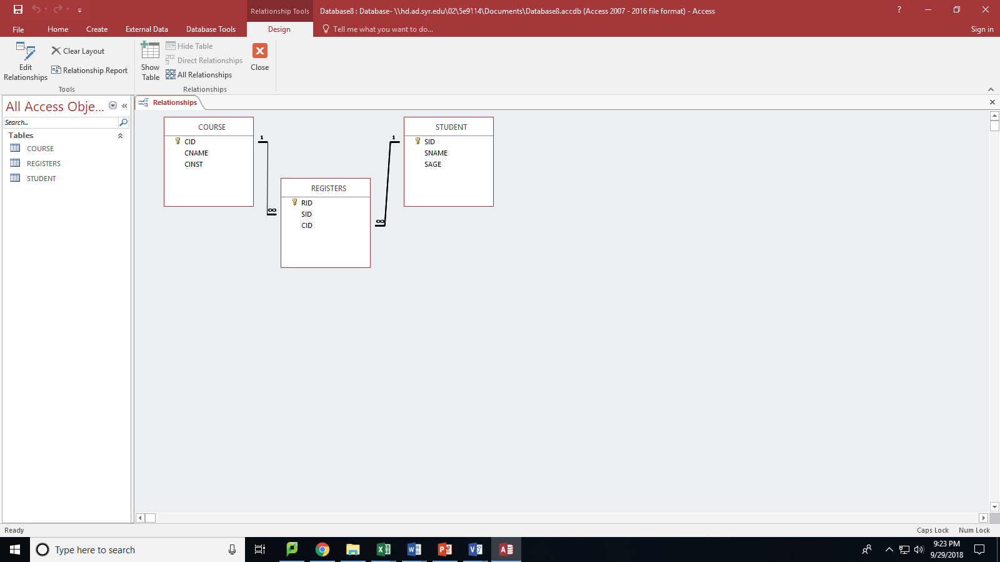 Relationship Tools
Database8 : Database- \\hd.ad.syr.edu\02\5e9114\Documents\Database8.accdb (Access 2007 - 2016 file format) - Access
?
File
Home
Create
External Data
Database Tools
Design
Tell me what you want to do...
Sign in
Edit
Relationships
Clear Layout
Relationship Report
Tools
Show
Table
Hide Table
Direct Relationships
All Relationships
Close
Relationships
All Access Obje...
Search...
Tables
COURSE
REGISTERS
STUDENT
Relationships
COURSE
CID
CNAME
CINST
1
∞
REGISTERS
RID
SID
CID
1
∞
STUDENT
SID
SNAME
SAGE
Ready
Caps Lock
Num Lock
Type here to search
9:23 PM
9/29/2018